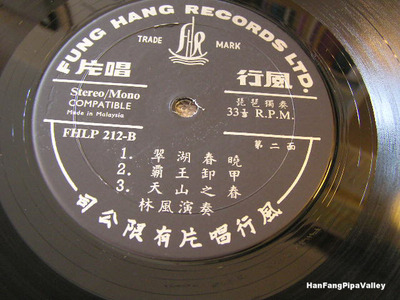 FUNG HANG RECORDS LTD.
TRADE MARK
FHR
片唱
行風
Stereo/Mono
COMPATIBLE
Made in Malaysia
琵琶獨奏
33⅓ R.P.M.
FHLP 212-B
第二面
1. 翠湖春曉
2. 霸王卸甲
3. 天山之春
林風演奏
司公限有片唱行風
HanFangPipaValley